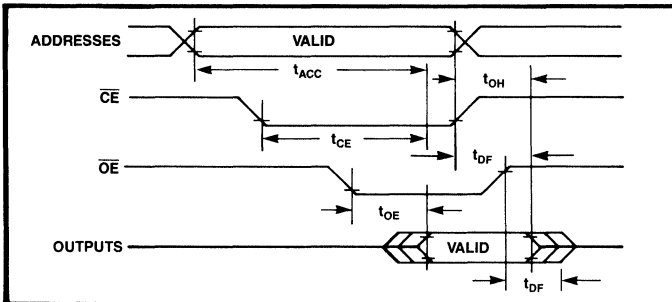 ADDRESSES
VALID
tACC
tOH
CE
tCE
tDF
OE
tOE
OUTPUTS
VALID
tDF